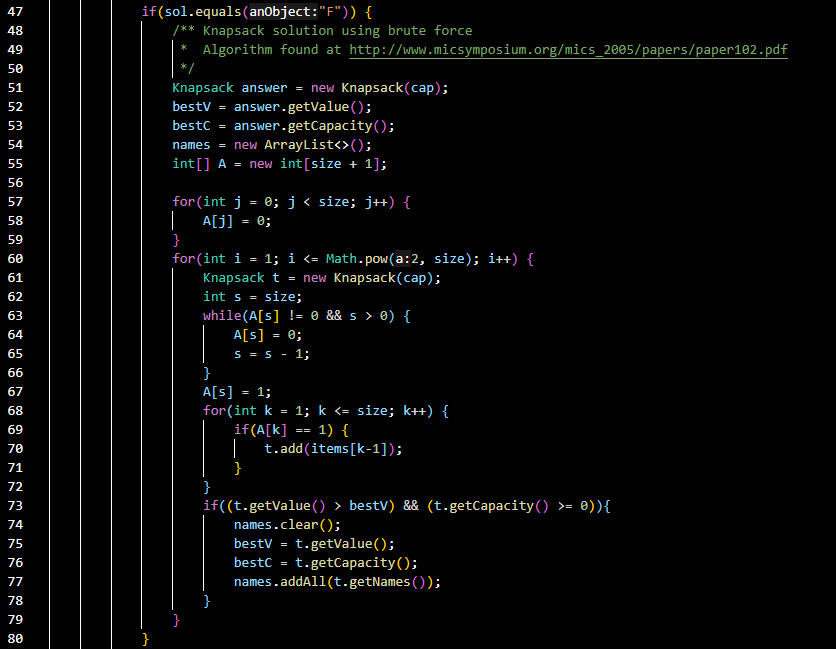 47 if(sol.equals(anObject:"F")) {
48 /** Knapsack solution using brute force
49 * Algorithm found at http://www.micsymposium.org/mics_2005/papers/paper102.pdf
50 */
51 Knapsack answer = new Knapsack(cap);
52 bestV = answer.getValue();
53 bestC = answer.getCapacity();
54 names = new ArrayList<>();
55 int[] A = new int[size + 1];
56
57 for(int j = 0; j < size; j++) {
58 A[j] = 0;
59 }
60 for(int i = 1; i <= Math.pow(a:2, size); i++) {
61 Knapsack t = new Knapsack(cap);
62 int s = size;
63 while(A[s] != 0 && s > 0) {
64 A[s] = 0;
65 s = s - 1;
66 }
67 A[s] = 1;
68 for(int k = 1; k <= size; k++) {
69 if(A[k] == 1) {
70 t.add(items[k-1]);
71 }
72 }
73 if((t.getValue() > bestV) && (t.getCapacity() >= 0)){
74 names.clear();
75 bestV = t.getValue();
76 bestC = t.getCapacity();
77 names.addAll(t.getNames());
78 }
79 }
80 }